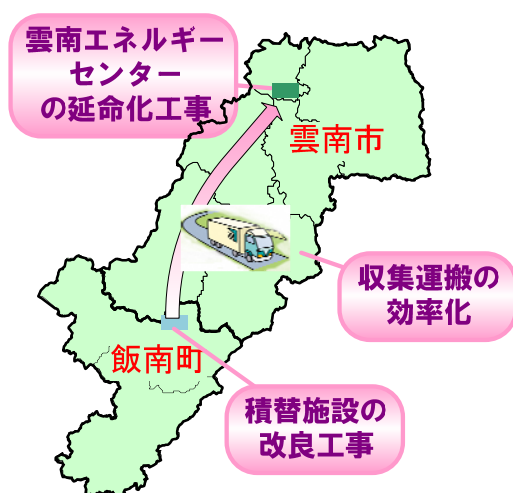 雲南エネルギー
センター
の延命化工事
雲南市
収集運搬の
効率化
飯南町
積替施設の
改良工事